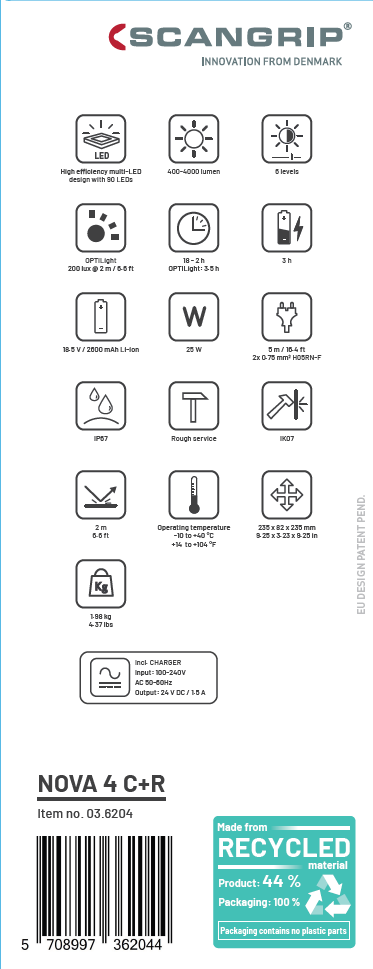 SCANGRIP®
INNOVATION FROM DENMARK
LED
High efficiency multi-LED
design with 90 LEDs
400-4000 lumen
5 levels
OPTILight
200 lux @ 2 m / 6.6 ft
18 - 2 h
OPTILight: 3.5 h
3 h
18.5 V / 2600 mAh Li-ion
W
25 W
5 m / 16.4 ft
2x 0.75 mm² H05RN-F
IP67
Rough service
IK07
2 m
6.6 ft
Operating temperature
-10 to +40 °C
+14 to +104 °F
235 x 82 x 235 mm
9.25 x 3.23 x 9.25 in
Kg
1.98 kg
4.37 lbs
Incl. CHARGER
Input: 100-240V
AC 50-60Hz
Output: 24 V DC / 1.5 A
EU DESIGN PATENT PEND.
NOVA 4 C+R
Item no. 03.6204
5 708997 362044
Made from
RECYCLED
material
Product: 44 %
Packaging: 100 %
Packaging contains no plastic parts